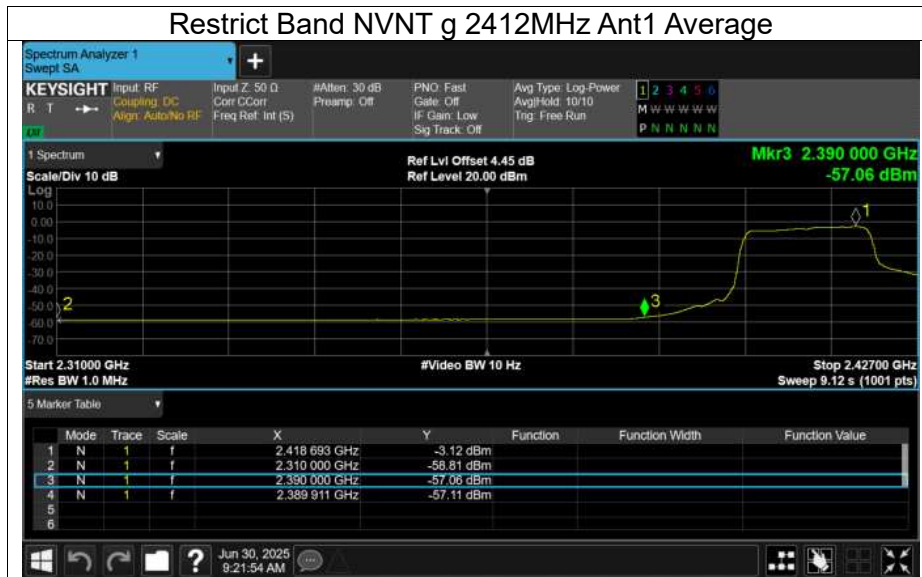 Restrict Band NVNT g 2412MHz Ant1 Average
Spectrum Analyzer 1
Swept SA
+
KEYSIGHT Input: RF Input Z: 50 Ω #Atten: 30 dB PNO: Fast Avg Type: Log-Power 1 2 3 4 5 6
R T Coupling: DC Corr CCorr Preamp: Off Gate: Off Avg|Hold: 10/10 M W W W W W
Align: Auto/No RF Freq Ref: Int (S) IF Gain: Low Trig: Free Run
Sig Track: Off P N N N N N
1 Spectrum Ref Lvl Offset 4.45 dB Mkr3 2.390 000 GHz
Scale/Div 10 dB Ref Level 20.00 dBm -57.06 dBm
Log
10.0
0.00 1
-10.0
-20.0
-30.0
-40.0
-50.0 2 3
-60.0
-70.0
Start 2.31000 GHz #Video BW 10 Hz Stop 2.42700 GHz
#Res BW 1.0 MHz Sweep 9.12 s (1001 pts)
5 Marker Table
Mode Trace Scale X Y Function Function Width Function Value
1 N 1 f 2.418 693 GHz -3.12 dBm
2 N 1 f 2.310 000 GHz -58.81 dBm
3 N 1 f 2.390 000 GHz -57.06 dBm
4 N 1 f 2.389 911 GHz -57.11 dBm
5
6
? Jun 30, 2025
9:21:54 AM